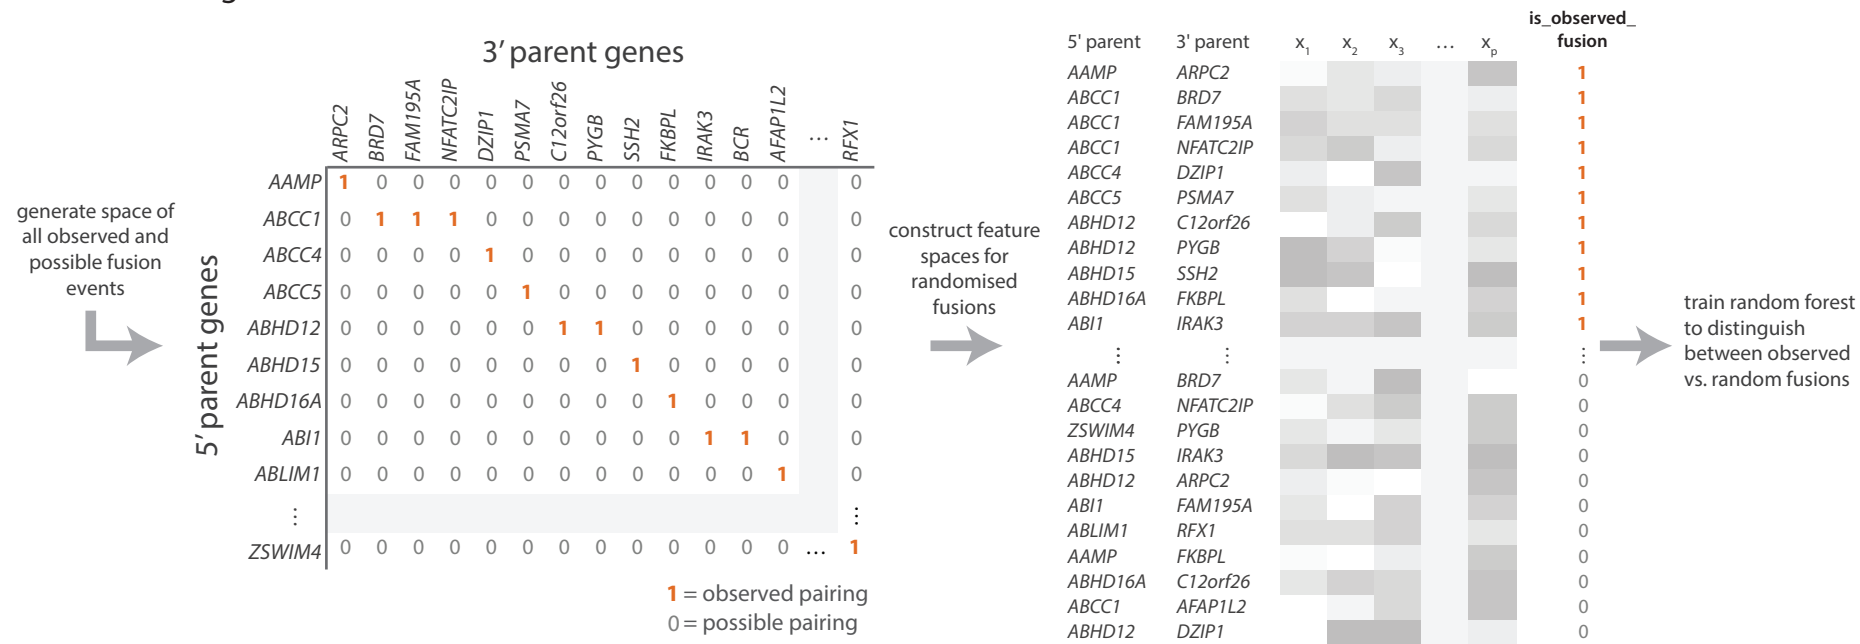 generate space of
all observed and
possible fusion
events
3' parent genes
5' parent genes
ARPC2 BRD7 FAM195A NFATC2IP DZIP1 PSMA7 C12orf26 PYGB SSH2 FKBPL IRAK3 BCR AFAP1L2 … RFX1
AAMP 1 0 0 0 0 0 0 0 0 0 0 0 0 0
ABCC1 0 1 1 1 0 0 0 0 0 0 0 0 0 0
ABCC4 0 0 0 0 1 0 0 0 0 0 0 0 0 0
ABCC5 0 0 0 0 0 1 0 0 0 0 0 0 0 0
ABHD12 0 0 0 0 0 0 1 1 0 0 0 0 0 0
ABHD15 0 0 0 0 0 0 0 0 1 0 0 0 0 0
ABHD16A 0 0 0 0 0 0 0 0 0 1 0 0 0 0
ABI1 0 0 0 0 0 0 0 0 0 0 1 1 0 0
ABLIM1 0 0 0 0 0 0 0 0 0 0 0 0 1 0
⋮ ⋮
ZSWIM4 0 0 0 0 0 0 0 0 0 0 0 0 0 … 1
1 = observed pairing
0 = possible pairing
construct feature
spaces for
randomised
fusions
is_observed_
5' parent 3' parent x1 x2 x3 … xp fusion
AAMP ARPC2 1
ABCC1 BRD7 1
ABCC1 FAM195A 1
ABCC1 NFATC2IP 1
ABCC4 DZIP1 1
ABCC5 PSMA7 1
ABHD12 C12orf26 1
ABHD12 PYGB 1
ABHD15 SSH2 1
ABHD16A FKBPL 1
ABI1 IRAK3 1
⋮ ⋮ ⋮
AAMP BRD7 0
ABCC4 NFATC2IP 0
ZSWIM4 PYGB 0
ABHD15 IRAK3 0
ABHD12 ARPC2 0
ABI1 FAM195A 0
ABLIM1 RFX1 0
AAMP FKBPL 0
ABHD16A C12orf26 0
ABCC1 AFAP1L2 0
ABHD12 DZIP1 0
train random forest
to distinguish
between observed
vs. random fusions